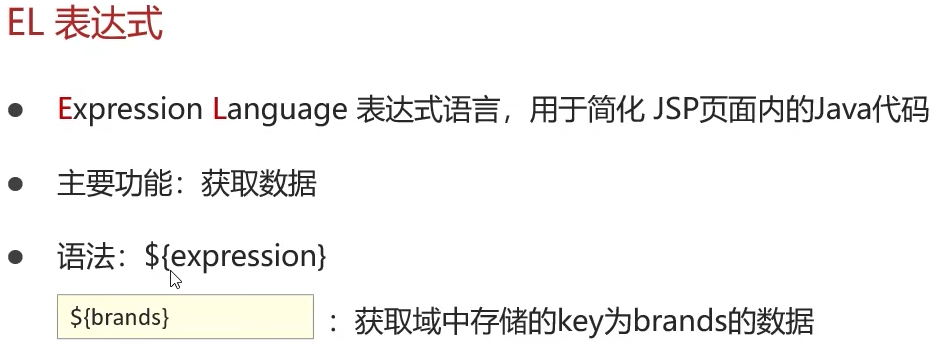 EL 表达式
Expression Language 表达式语言，用于简化 JSP页面内的Java代码
主要功能：获取数据
语法：${expression}
${brands} ：获取域中存储的key为brands的数据